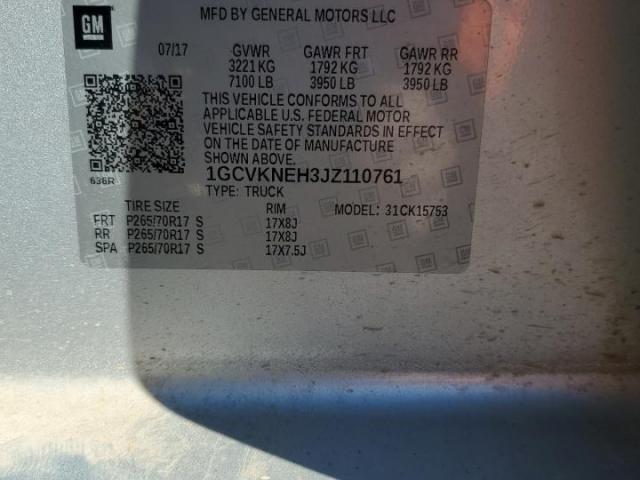 MFD BY GENERAL MOTORS LLC
GM
07/17 GVWR GAWR FRT GAWR RR
3221 KG 1792 KG 1792 KG
7100 LB 3950 LB 3950 LB
THIS VEHICLE CONFORMS TO ALL
APPLICABLE U.S. FEDERAL MOTOR
VEHICLE SAFETY STANDARDS IN EFFECT
ON THE DATE OF MANUFACTURE
SHOWN ABOVE.
636R
1GCVKNEH3JZ110761
TYPE: TRUCK
TIRE SIZE RIM MODEL: 31CK15753
FRT P265/70R17 S 17X8J
RR P265/70R17 S 17X8J
SPA P265/70R17 S 17X7.5J